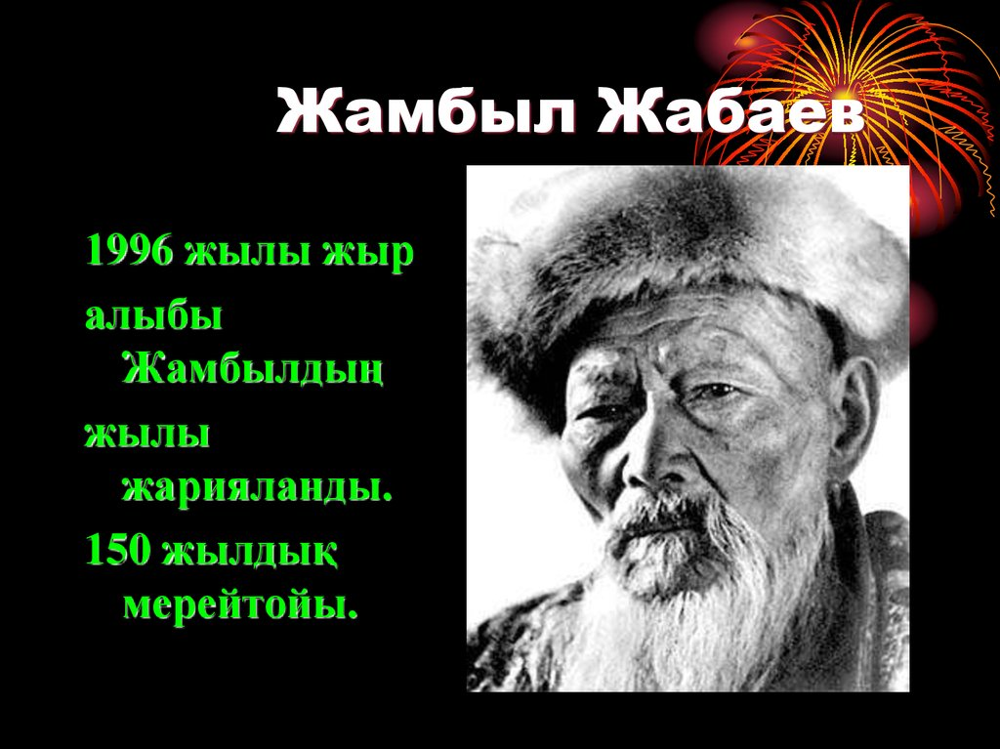 Жамбыл Жабаев
1996 жылы жыр
алыбы
Жамбылдың
жылы
жарияланды.
150 жылдық
мерейтойы.